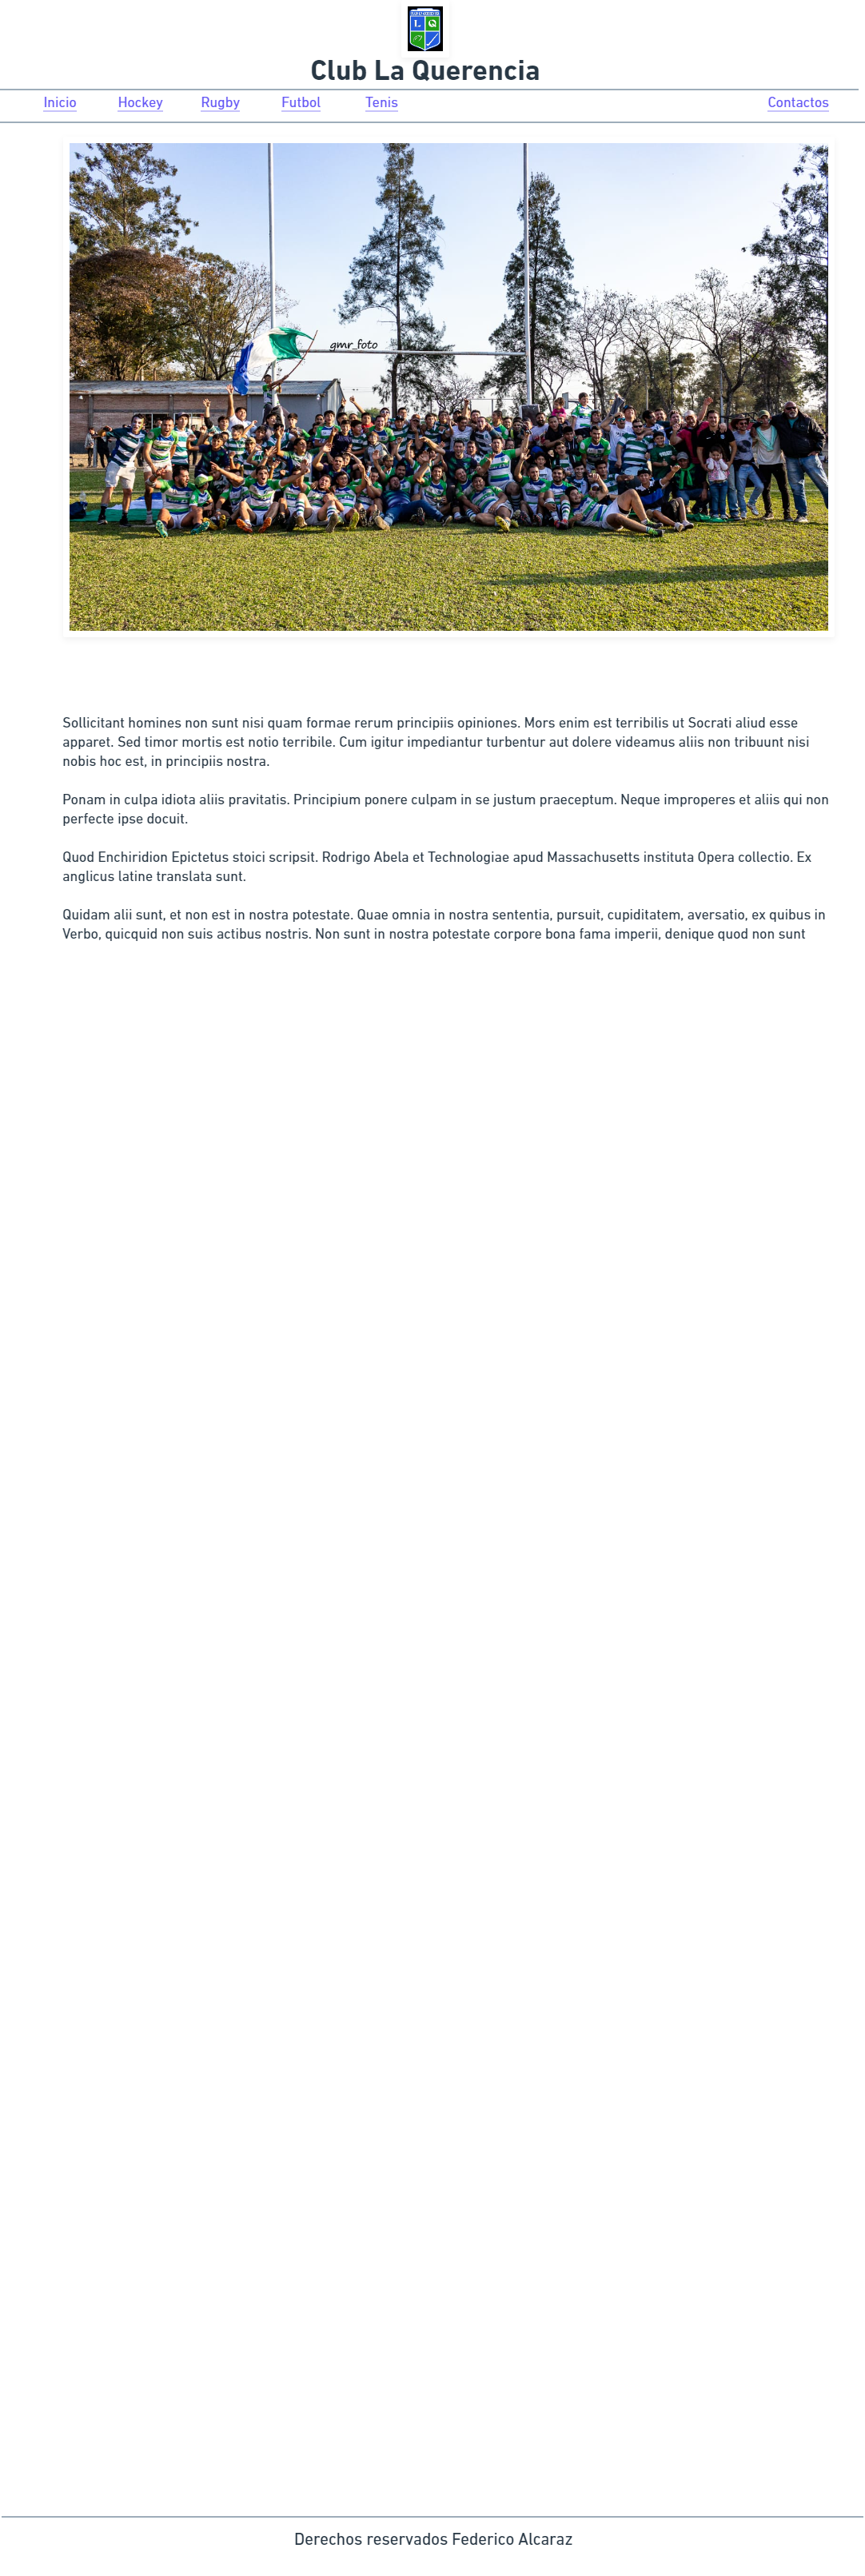 L Q
Club La Querencia
Inicio Hockey Rugby Futbol Tenis Contactos
gmr_foto
Sollicitant homines non sunt nisi quam formae rerum principiis opiniones. Mors enim est terribilis ut Socrati aliud esse
apparet. Sed timor mortis est notio terribile. Cum igitur impediantur turbentur aut dolere videamus aliis non tribuunt nisi
nobis hoc est, in principiis nostra.
Ponam in culpa idiota aliis pravitatis. Principium ponere culpam in se justum praeceptum. Neque improperes et aliis qui non
perfecte ipse docuit.
Quod Enchiridion Epictetus stoici scripsit. Rodrigo Abela et Technologiae apud Massachusetts instituta Opera collectio. Ex
anglicus latine translata sunt.
Quidam alii sunt, et non est in nostra potestate. Quae omnia in nostra sententia, pursuit, cupiditatem, aversatio, ex quibus in
Verbo, quicquid non suis actibus nostris. Non sunt in nostra potestate corpore bona fama imperii, denique quod non sunt
Derechos reservados Federico Alcaraz